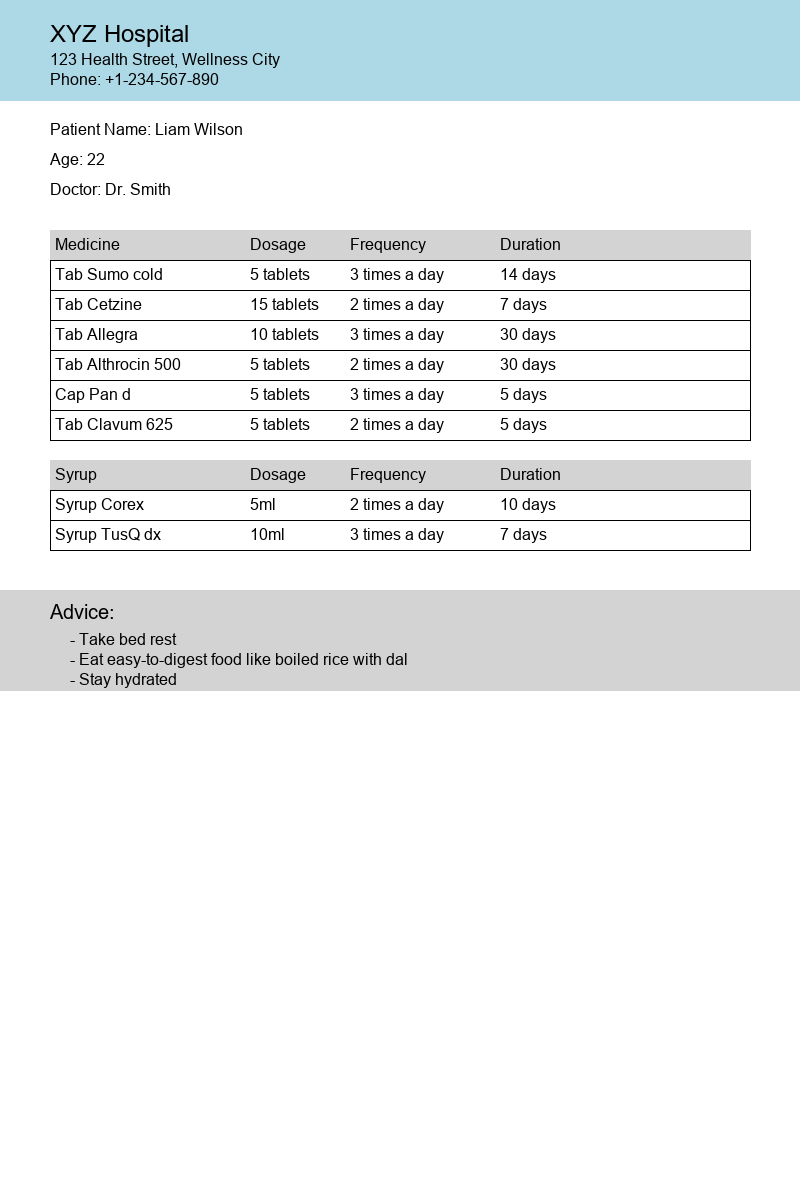 XYZ Hospital
123 Health Street, Wellness City
Phone: +1-234-567-890
Patient Name: Liam Wilson
Age: 22
Doctor: Dr. Smith
Medicine Dosage Frequency Duration
Tab Sumo cold 5 tablets 3 times a day 14 days
Tab Cetzine 15 tablets 2 times a day 7 days
Tab Allegra 10 tablets 3 times a day 30 days
Tab Althrocin 500 5 tablets 2 times a day 30 days
Cap Pan d 5 tablets 3 times a day 5 days
Tab Clavum 625 5 tablets 2 times a day 5 days
Syrup Dosage Frequency Duration
Syrup Corex 5ml 2 times a day 10 days
Syrup TusQ dx 10ml 3 times a day 7 days
Advice:
- Take bed rest
- Eat easy-to-digest food like boiled rice with dal
- Stay hydrated